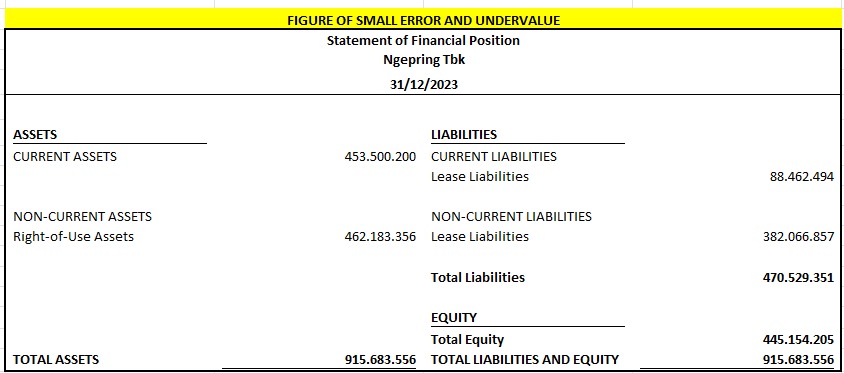 FIGURE OF SMALL ERROR AND UNDERVALUE
Statement of Financial Position
Ngepring Tbk
31/12/2023
ASSETS LIABILITIES
CURRENT ASSETS 453.500.200 CURRENT LIABILITIES
Lease Liabilities 88.462.494
NON-CURRENT ASSETS NON-CURRENT LIABILITIES
Right-of-Use Assets 462.183.356 Lease Liabilities 382.066.857
Total Liabilities 470.529.351
EQUITY
Total Equity 445.154.205
TOTAL ASSETS 915.683.556 TOTAL LIABILITIES AND EQUITY 915.683.556